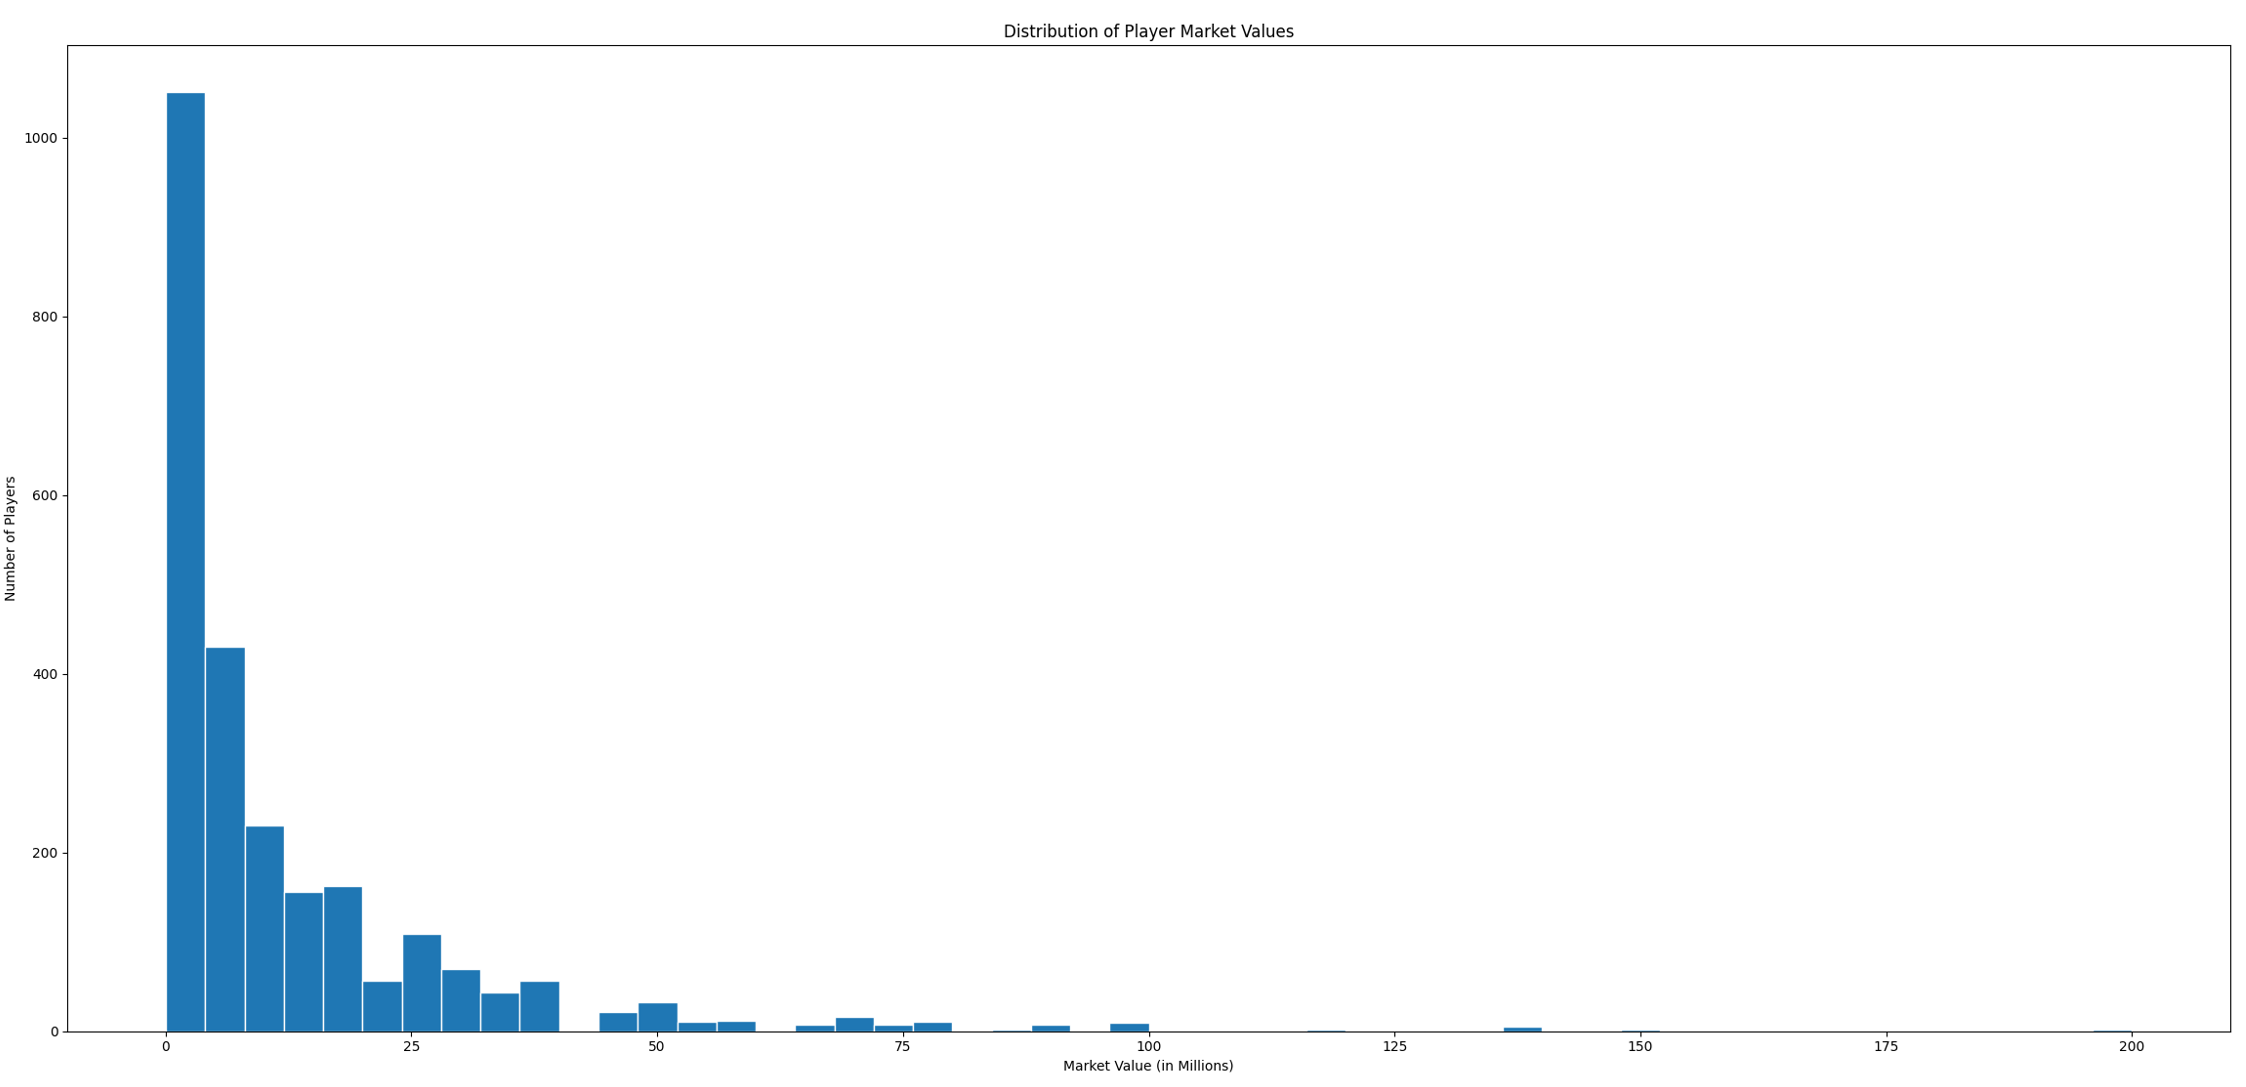 Distribution of Player Market Values
1000
800
600
400
200
0
Number of Players
0 25 50 75 100 125 150 175 200
Market Value (in Millions)